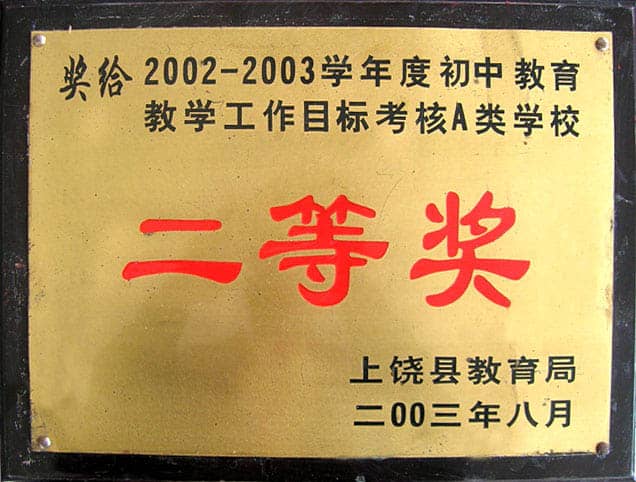 奖给 2002-2003学年度初中教育
教学工作目标考核A类学校
二等奖
上饶县教育局
二00三年八月